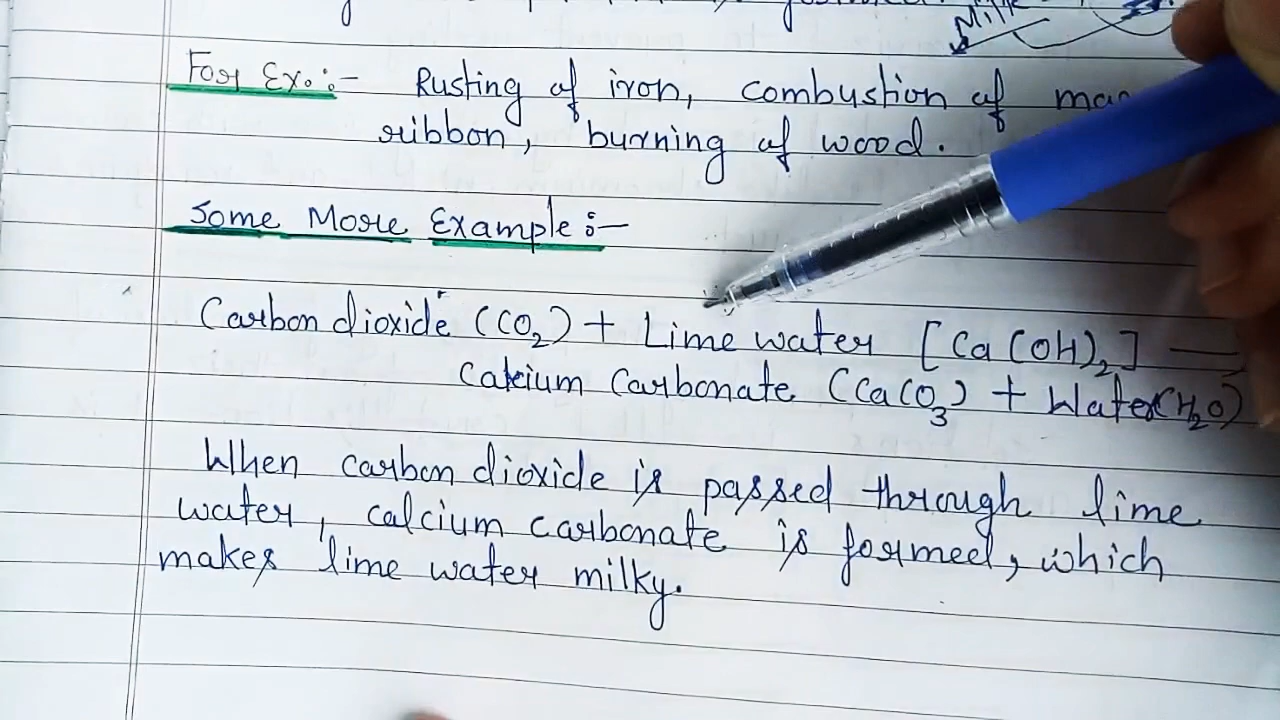 Milk
For Ex.:- Rusting of iron, combustion of
ribbon, burning of wood.
Some More Example :-
Carbon dioxide (CO2) + Lime water [Ca(OH)2] —
Calcium Carbonate (CaCO3) + Water(H2O)
When carbon dioxide is passed through lime
water, calcium carbonate is formed, which
makes lime water milky.